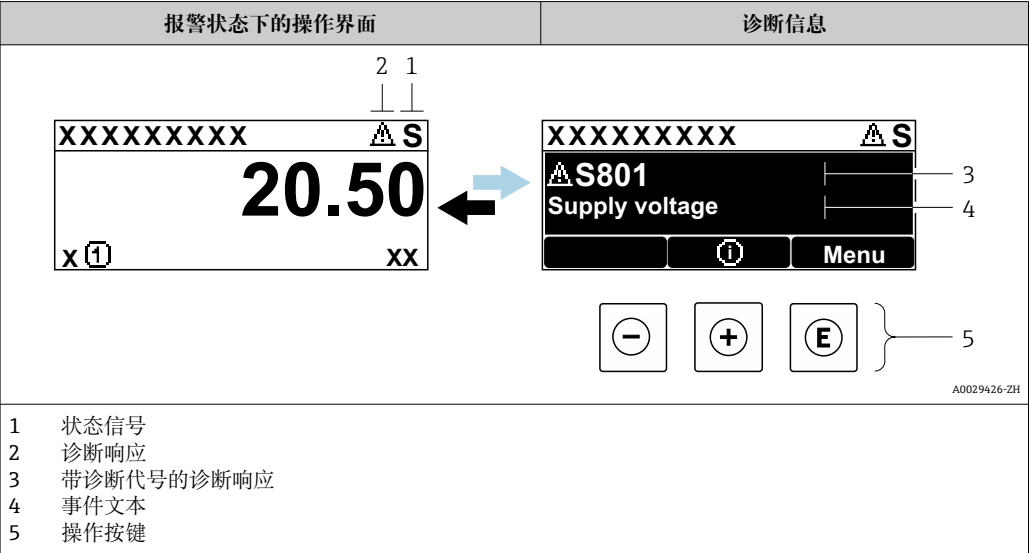 报警状态下的操作界面
诊断信息
2 1
XXXXXXXXX ⚠ S
20.50
x ① xx
XXXXXXXXX ⚠ S
⚠ S801
Supply voltage
ⓘ Menu
3
4
− + E
5
A0029426-ZH
1 状态信号
2 诊断响应
3 带诊断代号的诊断响应
4 事件文本
5 操作按键